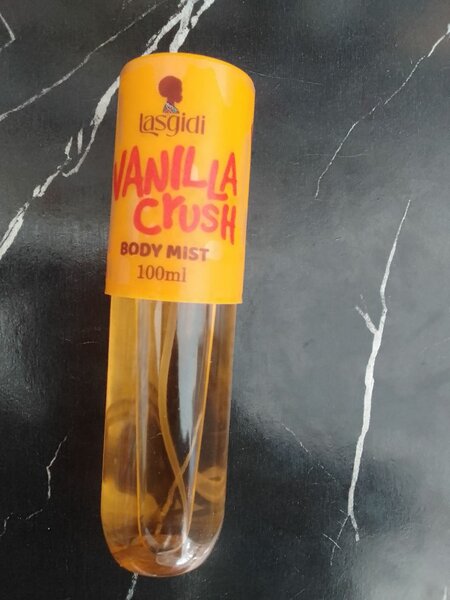 Lasgidi
VANILLA
CrUSH
BODY MiST
100ml